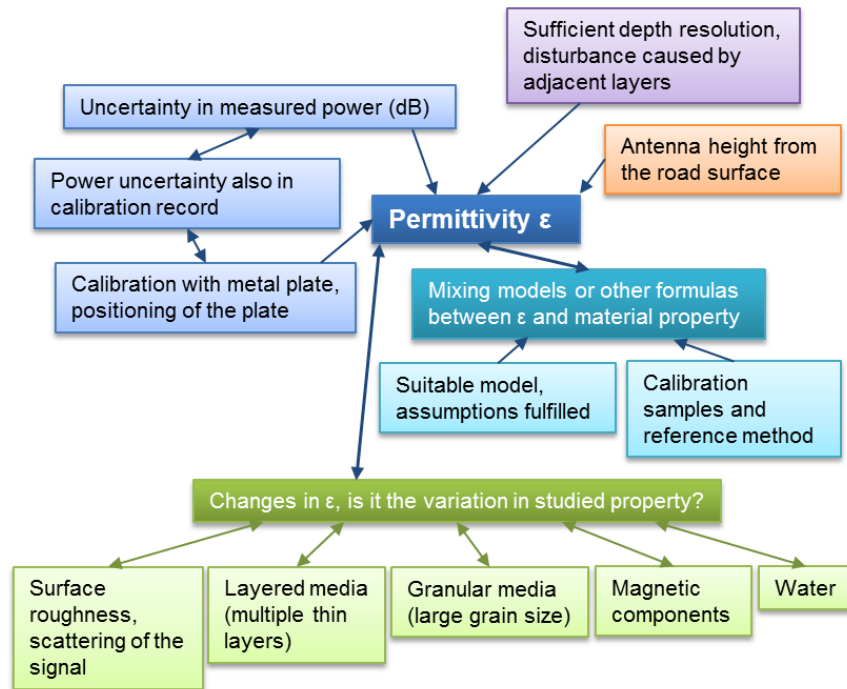 Sufficient depth resolution,
disturbance caused by
adjacent layers
Uncertainty in measured power (dB)
Antenna height from
the road surface
Power uncertainty also in
calibration record
Permittivity ε
Calibration with metal plate,
positioning of the plate
Mixing models or other formulas
between ε and material property
Suitable model,
assumptions fulfilled
Calibration
samples and
reference method
Changes in ε, is it the variation in studied property?
Surface
roughness,
scattering of the
signal
Layered media
(multiple thin
layers)
Granular media
(large grain size)
Magnetic
components
Water